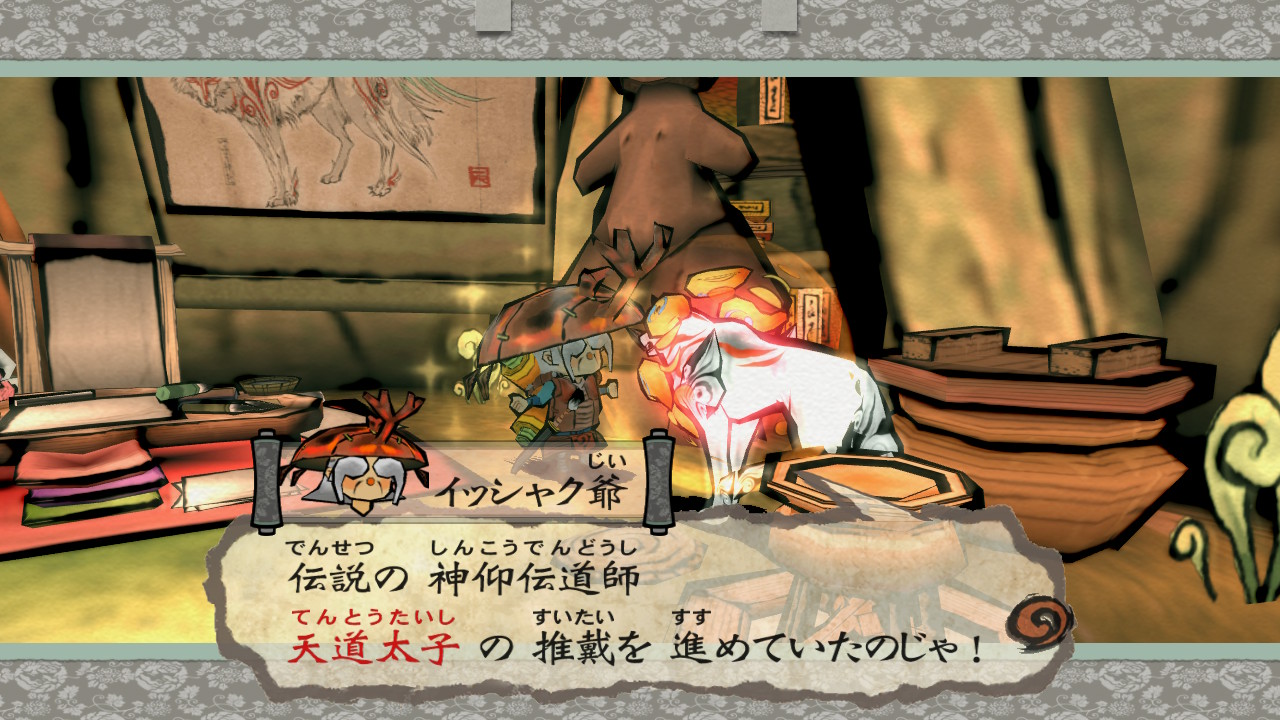 じい
イッシャク爺
でんせつ しんこうでんどうし
伝説の 神仰伝道師
てんとうたいし すいたい すす
天道太子 の 推戴を 進めていたのじゃ！